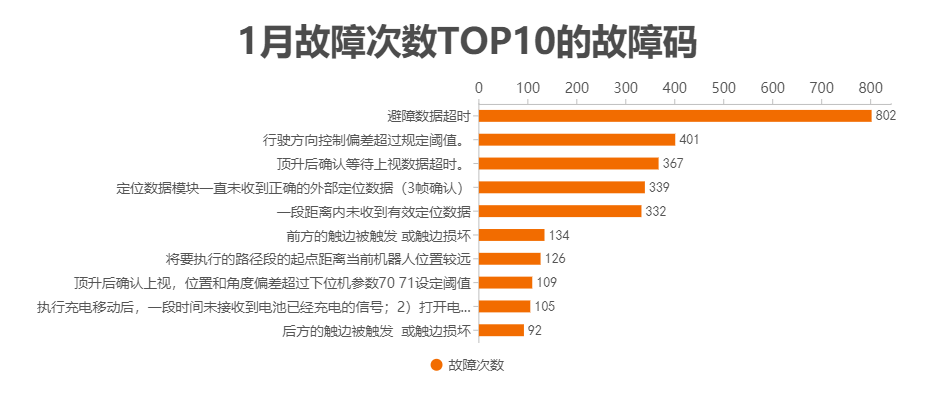 1月故障次数TOP10的故障码
0 100 200 300 400 500 600 700 800
避障数据超时 802
行驶方向控制偏差超过规定阈值。 401
顶升后确认等待上视数据超时。 367
定位数据模块一直未收到正确的外部定位数据（3帧确认） 339
一段距离内未收到有效定位数据 332
前方的触边被触发 或触边损坏 134
将要执行的路径段的起点距离当前机器人位置较远 126
顶升后确认上视，位置和角度偏差超过下位机参数70 71设定阈值 109
执行充电移动后，一段时间未接收到电池已经充电的信号；2）打开电... 105
后方的触边被触发 或触边损坏 92
故障次数